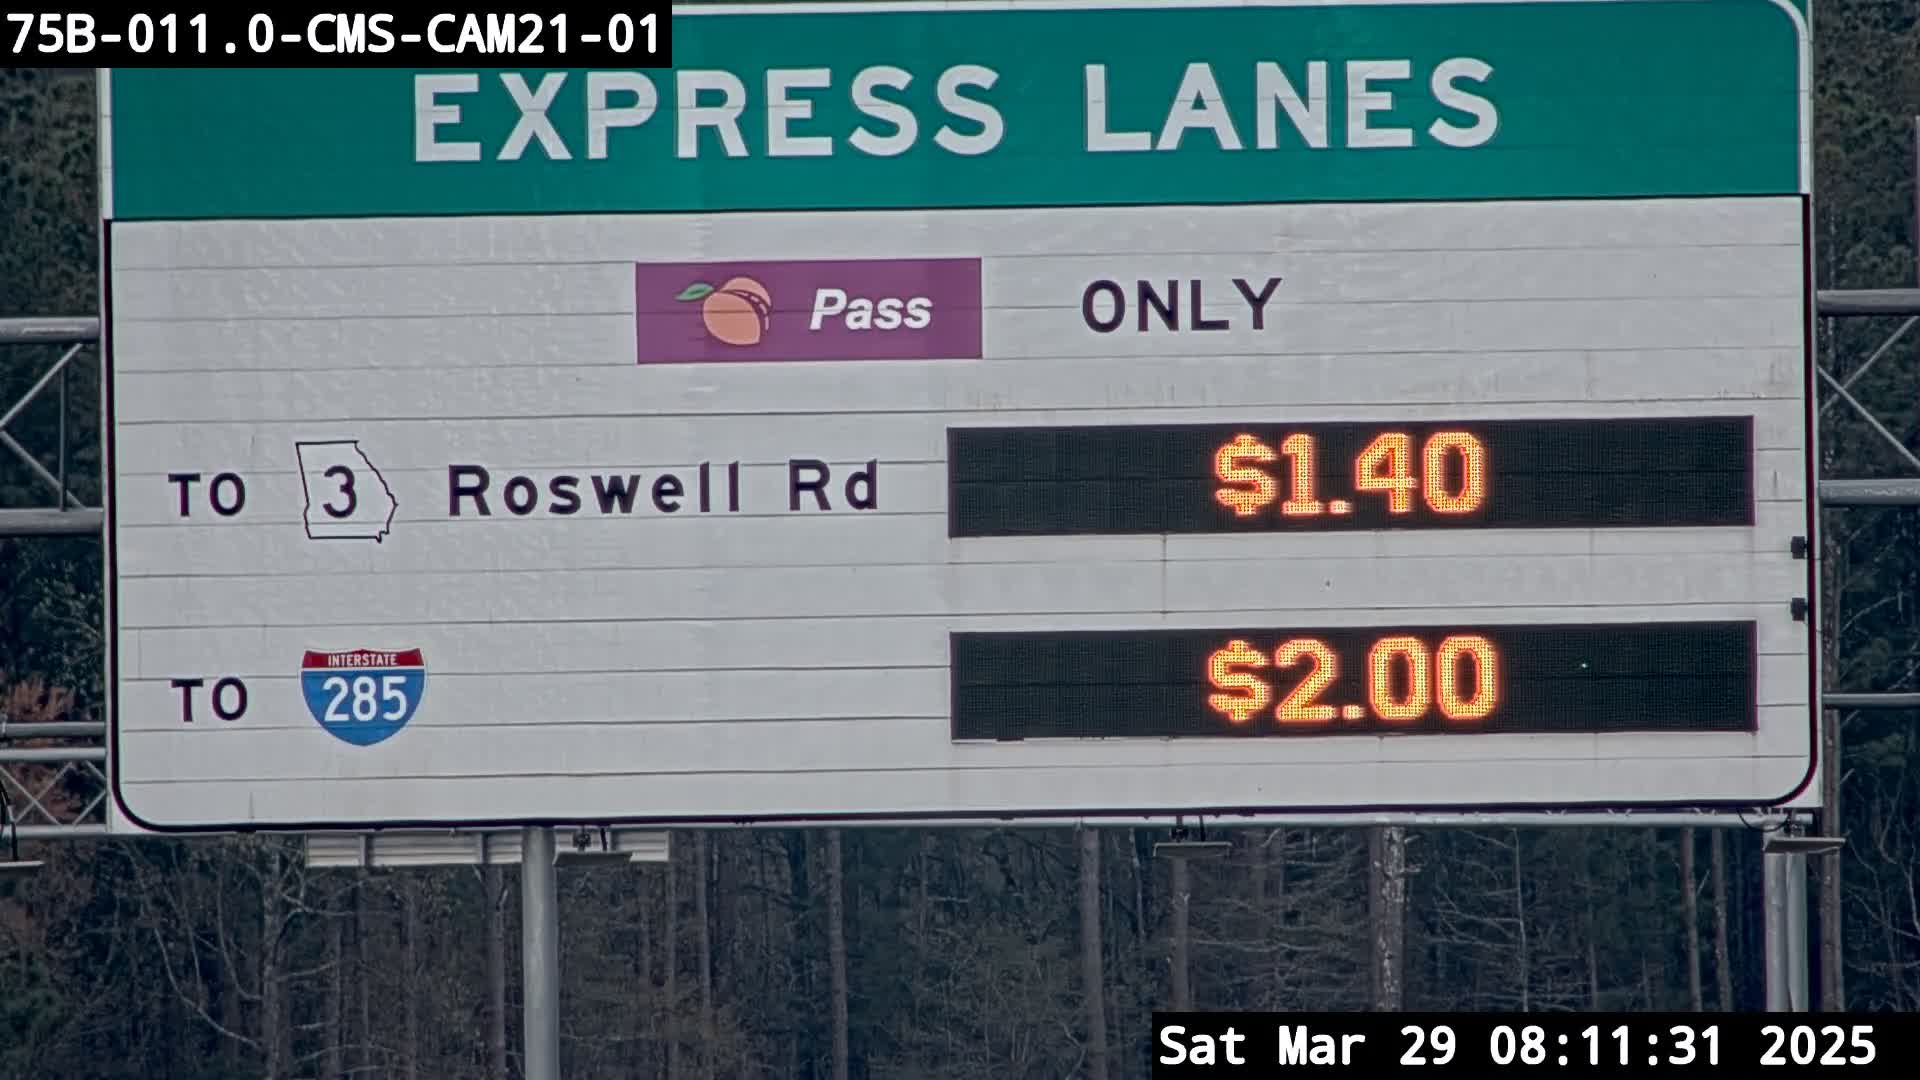 75B-011.0-CMS-CAM21-01
EXPRESS LANES
Pass ONLY
TO 3 Roswell Rd $1.40
INTERSTATE
TO 285 $2.00
Sat Mar 29 08:11:31 2025